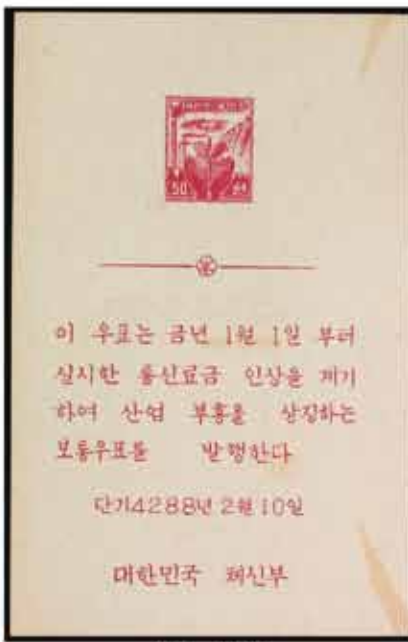 50
이 우표는 금년 1월 1일 부터
실시한 통신료금 인상을 계기
하여 산업 부흥을 상징하는
보통우표를 발행한다
단기4288년 2월 10일
대한민국 체신부